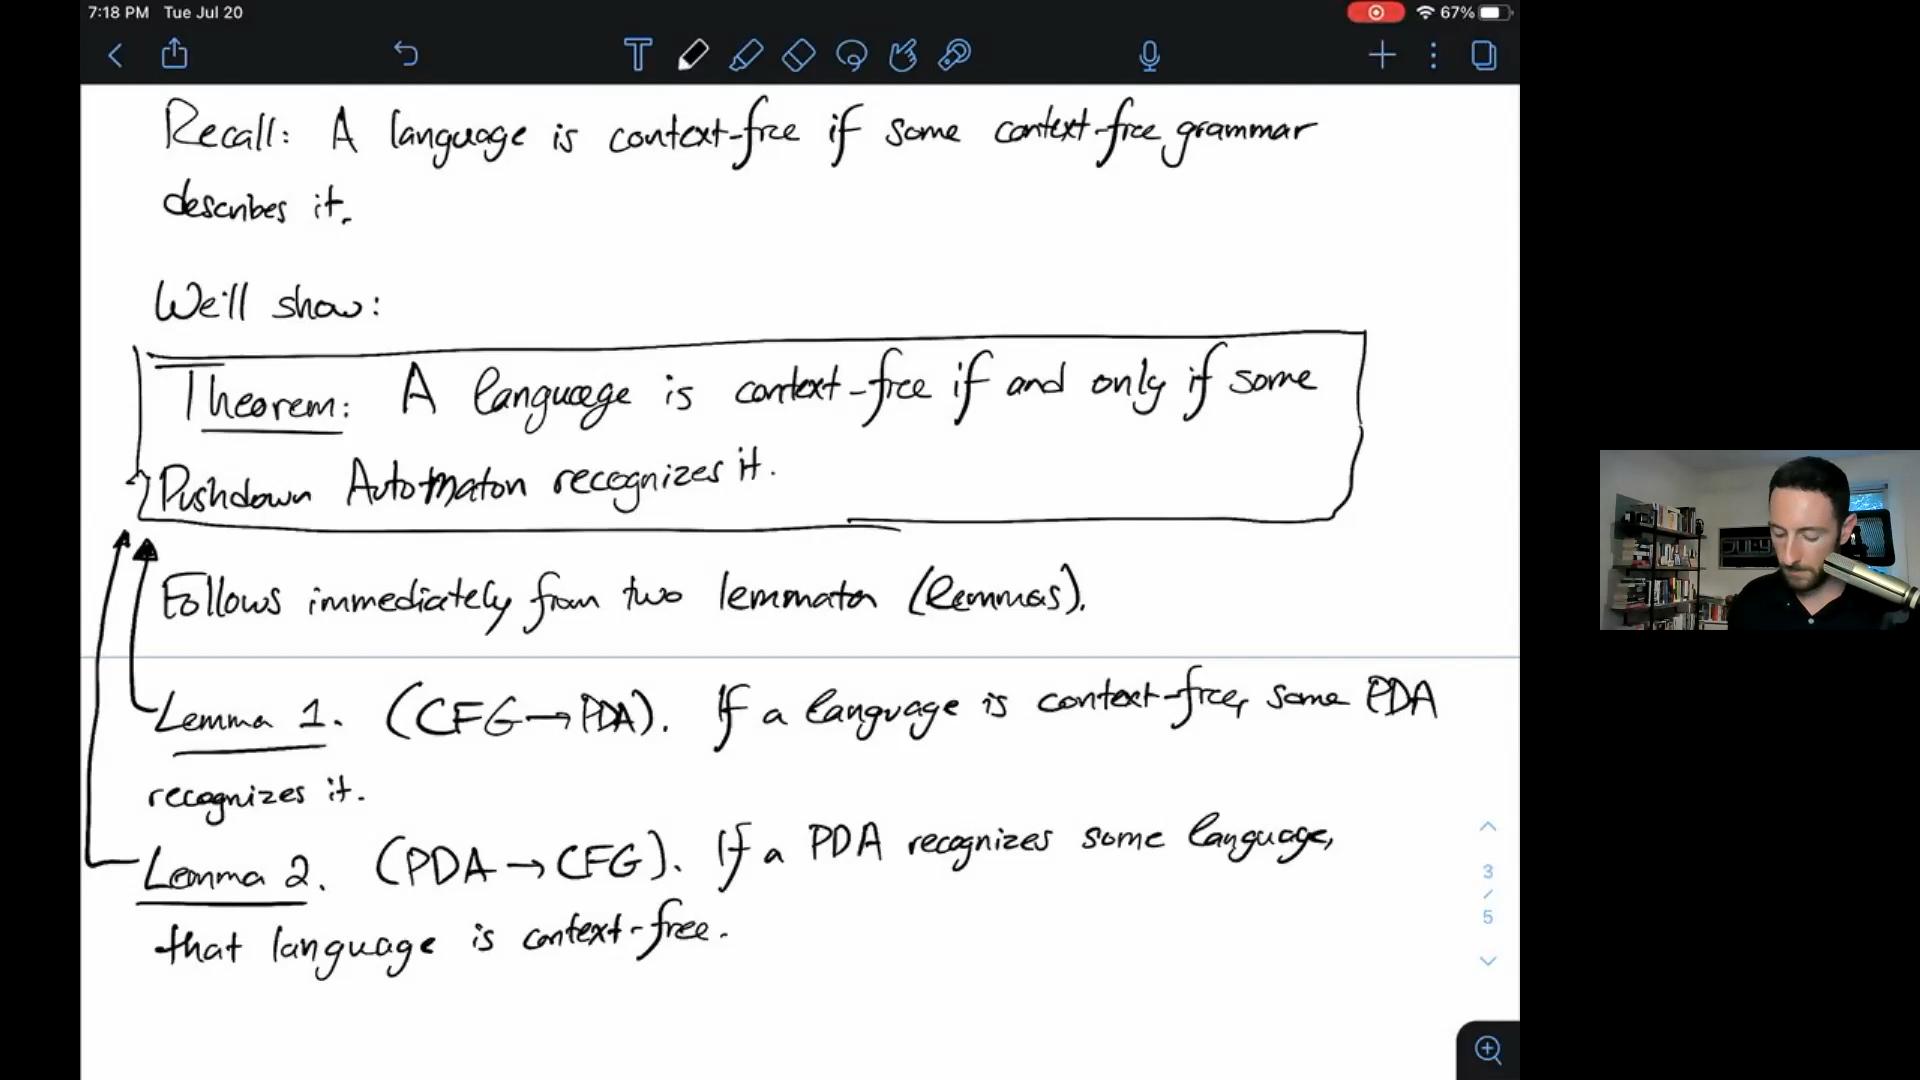 7:18 PM Tue Jul 20
67%
Recall: A language is context-free if some context-free grammar
describes it.
We'll show:
Theorem: A language is context-free if and only if some
Pushdown Automaton recognizes it.
Follows immediately from two lemmata (lemmas).
Lemma 1. (CFG→PDA). If a language is context-free, some PDA
recognizes it.
Lemma 2. (PDA→CFG). If a PDA recognizes some language,
that language is context-free.
3
/
5